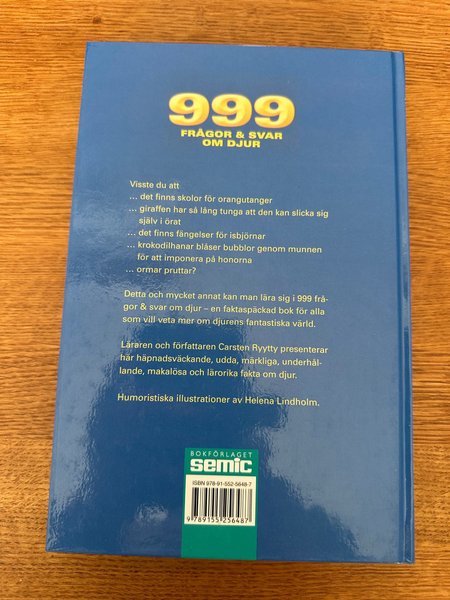 999
FRÅGOR & SVAR
OM DJUR
Visste du att
... det finns skolor för orangutanger
... giraffen har så lång tunga att den kan slicka sig
själv i örat
... det finns fängelser för isbjörnar
... krokodilhanar blåser bubblor genom munnen
för att imponera på honorna
... ormar pruttar?
Detta och mycket annat kan man lära sig i 999 frå-
gor & svar om djur – en faktaspäckad bok för alla
som vill veta mer om djurens fantastiska värld.
Läraren och författaren Carsten Ryytty presenterar
här häpnadsväckande, udda, märkliga, underhål-
lande, makalösa och lärorika fakta om djur.
Humoristiska illustrationer av Helena Lindholm.
BOKFÖRLAGET
semic
ISBN 978-91-552-5648-7
9 789155 256487